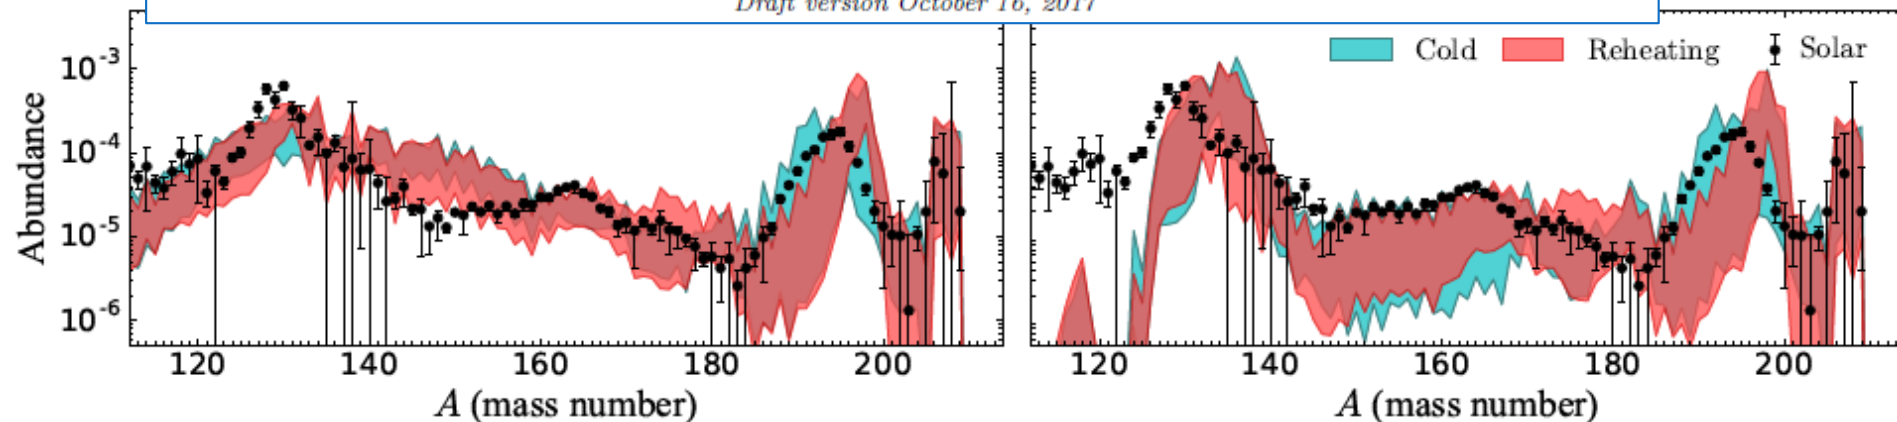 Draft version October 16, 2017
Cold Reheating Solar
10⁻³
10⁻⁴
10⁻⁵
10⁻⁶
Abundance
120 140 160 180 200
120 140 160 180 200
A (mass number)
A (mass number)